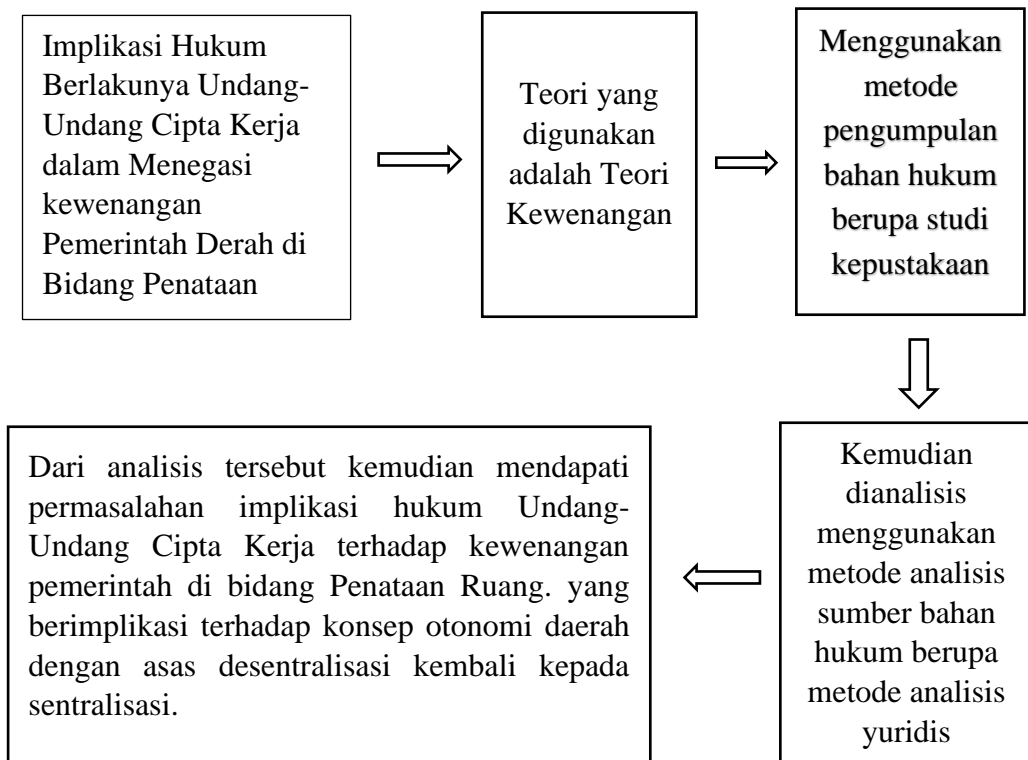 Implikasi Hukum
Berlakunya Undang-
Undang Cipta Kerja
dalam Menegasi
kewenangan
Pemerintah Derah di
Bidang Penataan
Teori yang
digunakan
adalah Teori
Kewenangan
Menggunakan
metode
pengumpulan
bahan hukum
berupa studi
kepustakaan
Kemudian
dianalisis
menggunakan
metode analisis
sumber bahan
hukum berupa
metode analisis
yuridis
Dari analisis tersebut kemudian mendapati
permasalahan implikasi hukum Undang-
Undang Cipta Kerja terhadap kewenangan
pemerintah di bidang Penataan Ruang. yang
berimplikasi terhadap konsep otonomi daerah
dengan asas desentralisasi kembali kepada
sentralisasi.